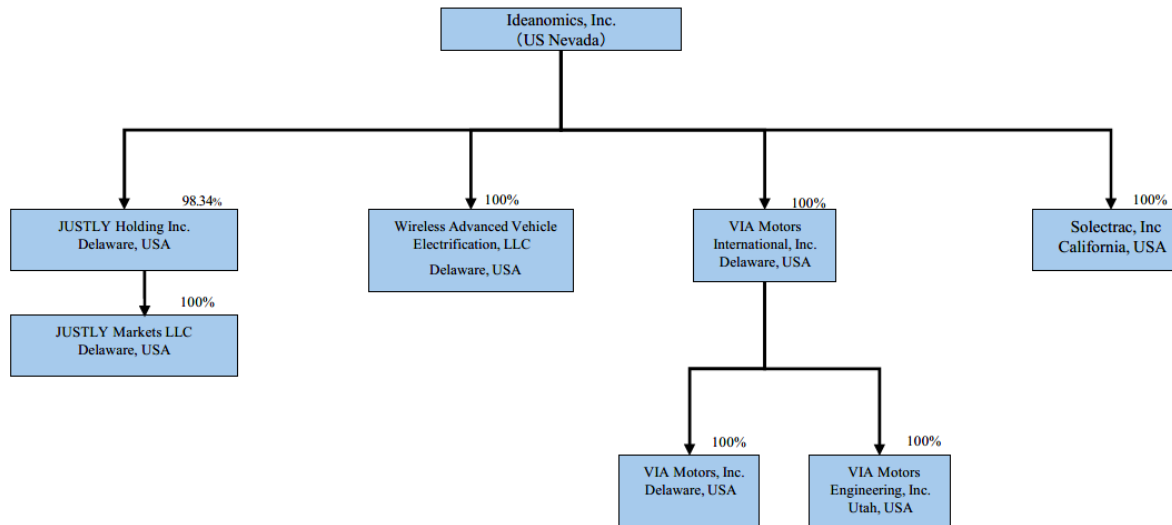 Ideanomics, Inc.
（US Nevada）
98.34%
JUSTLY Holding Inc.
Delaware, USA
100%
Wireless Advanced Vehicle
Electrification, LLC
Delaware, USA
100%
VIA Motors
International, Inc.
Delaware, USA
100%
Solectrac, Inc
California, USA
100%
JUSTLY Markets LLC
Delaware, USA
100%
VIA Motors, Inc.
Delaware, USA
100%
VIA Motors
Engineering, Inc.
Utah, USA